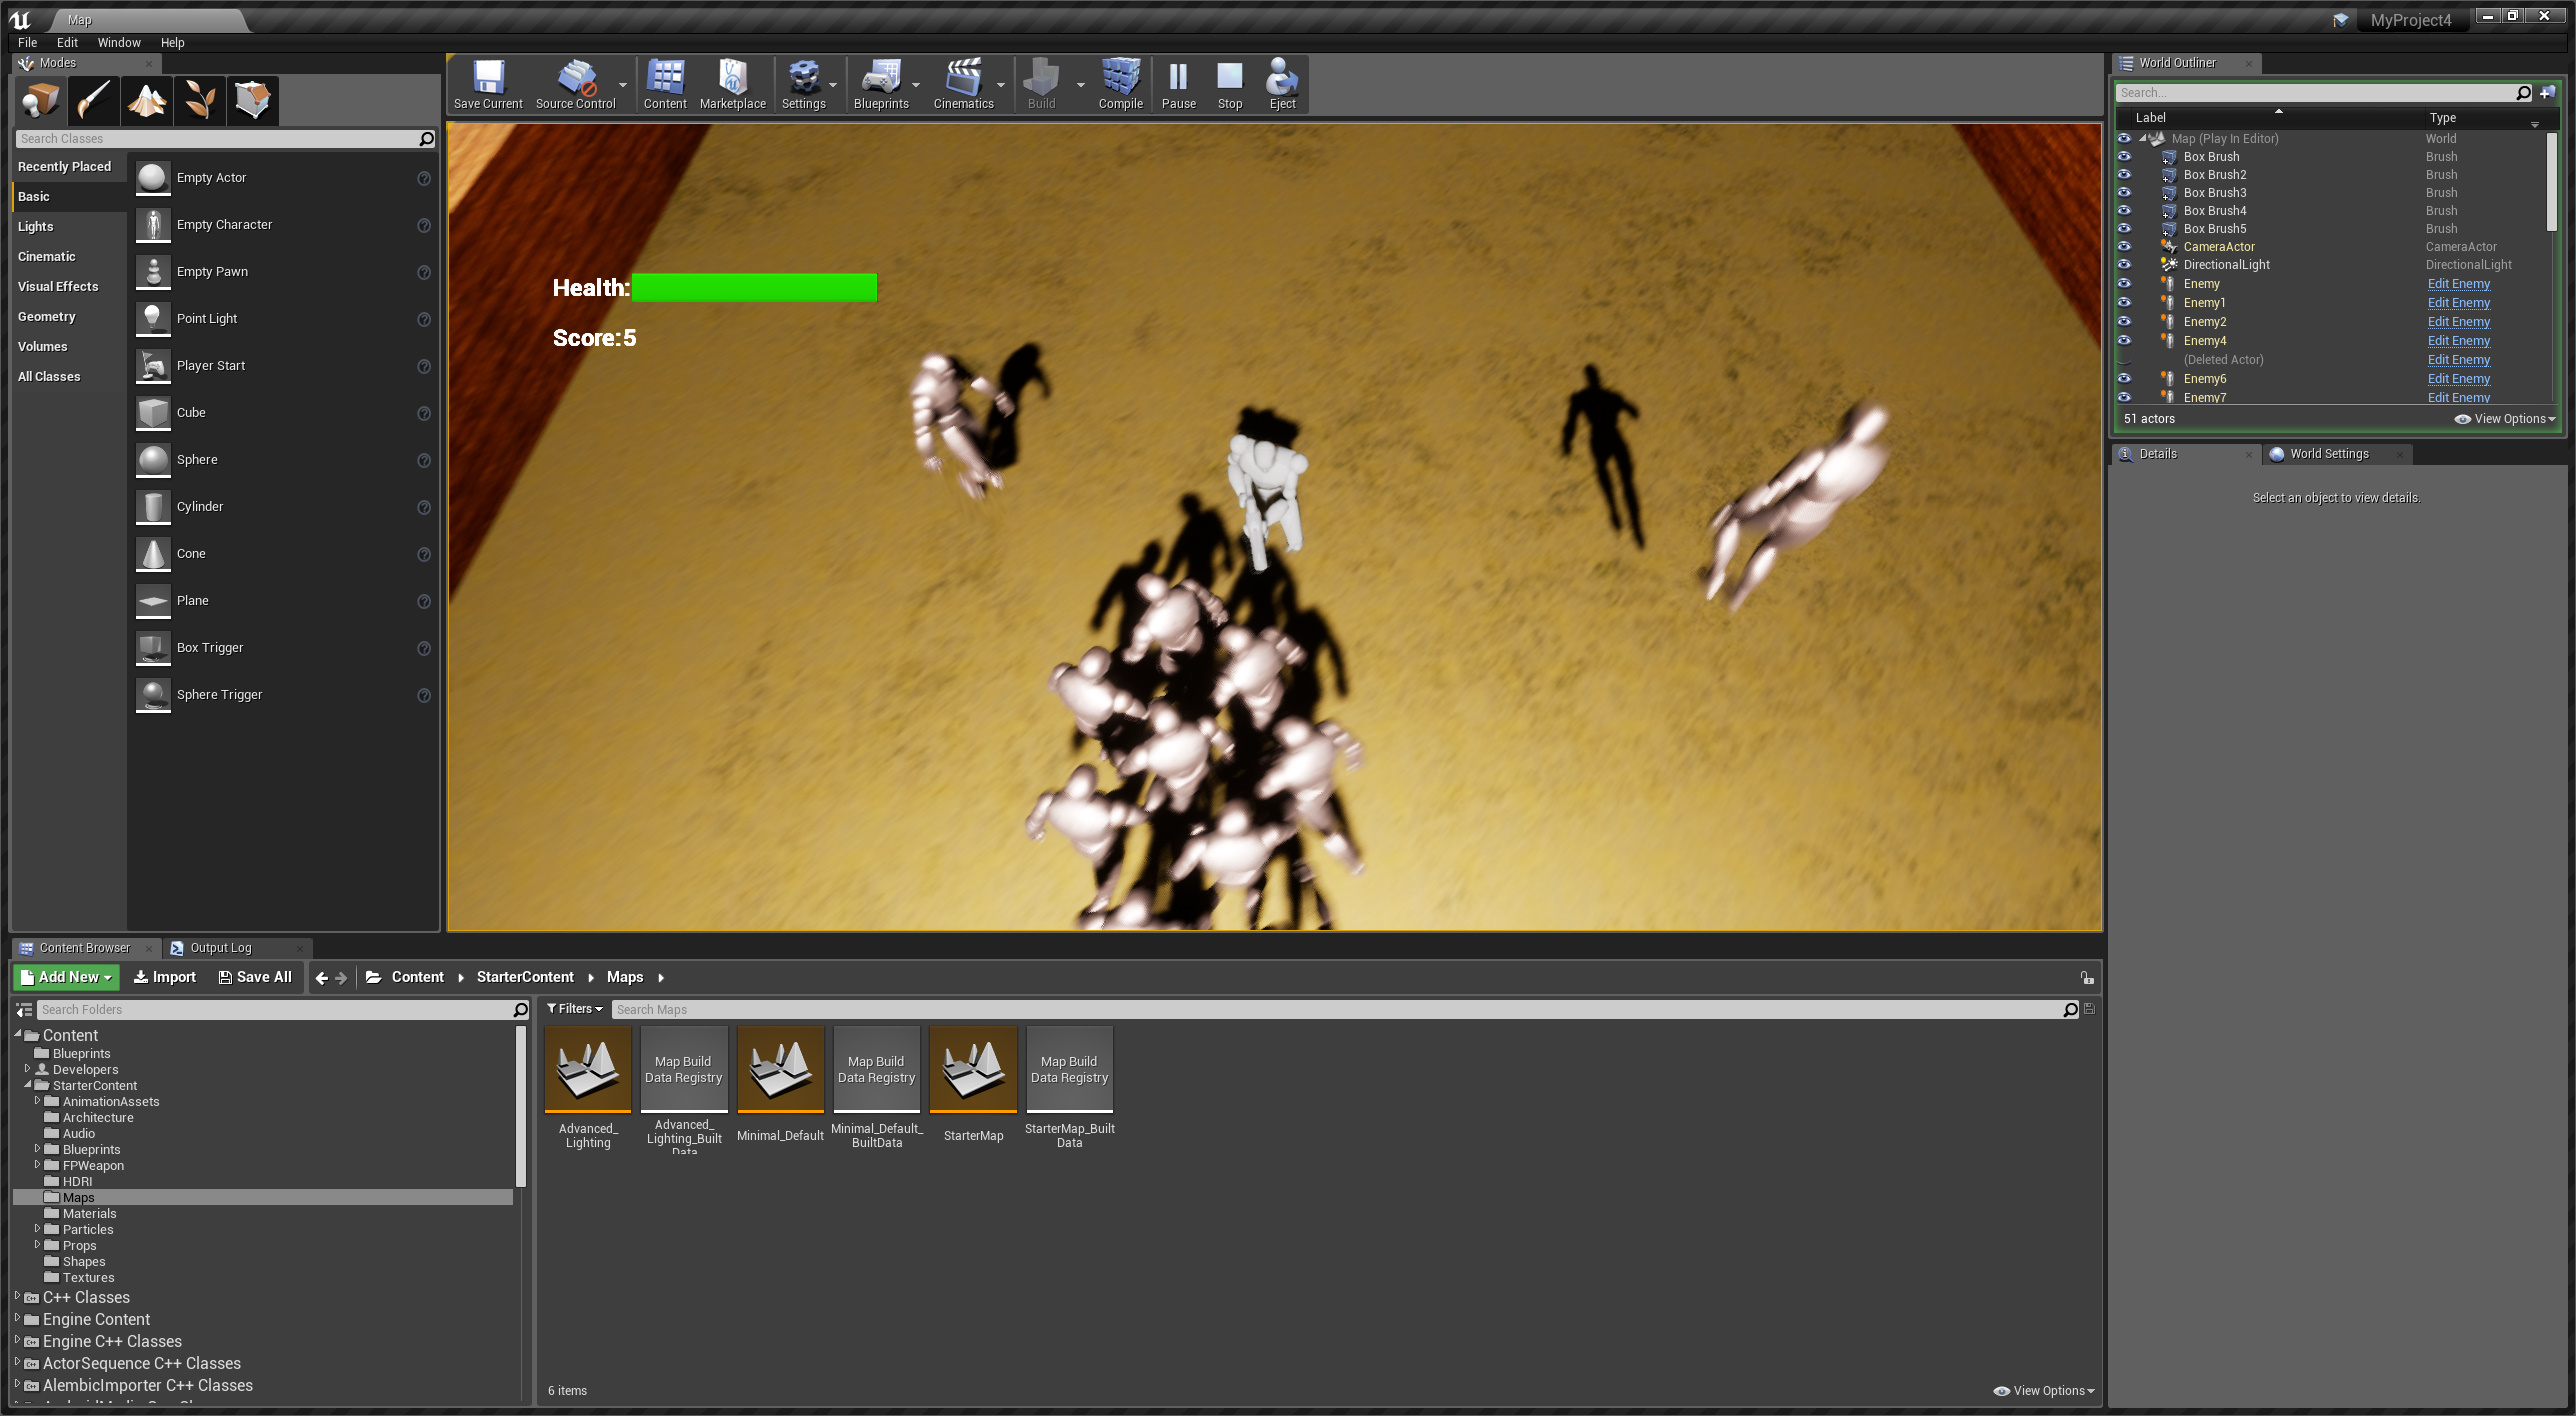 Map
MyProject4
File Edit Window Help
Modes
Search Classes
Recently Placed
Basic
Lights
Cinematic
Visual Effects
Geometry
Volumes
All Classes
Empty Actor
Empty Character
Empty Pawn
Point Light
Player Start
Cube
Sphere
Cylinder
Cone
Plane
Box Trigger
Sphere Trigger
Save Current Source Control Content Marketplace Settings Blueprints Cinematics Build Compile Pause Stop Eject
Health:
Score:5
World Outliner
Search...
Label Type
Map (Play In Editor) World
Box Brush Brush
Box Brush2 Brush
Box Brush3 Brush
Box Brush4 Brush
Box Brush5 Brush
CameraActor CameraActor
DirectionalLight DirectionalLight
Enemy Edit Enemy
Enemy1 Edit Enemy
Enemy2 Edit Enemy
Enemy4 Edit Enemy
(Deleted Actor) Edit Enemy
Enemy6 Edit Enemy
Enemy7 Edit Enemy
51 actors View Options
Details World Settings
Select an object to view details.
Content Browser Output Log
Add New Import Save All Content StarterContent Maps
Search Folders
Content
Blueprints
Developers
StarterContent
AnimationAssets
Architecture
Audio
Blueprints
FPWeapon
HDRI
Maps
Materials
Particles
Props
Shapes
Textures
C++ Classes
Engine Content
Engine C++ Classes
ActorSequence C++ Classes
AlembicImporter C++ Classes
Filters Search Maps
Map Build
Data Registry
Map Build
Data Registry
Map Build
Data Registry
Advanced_
Lighting
Advanced_
Lighting_Built
Data
Minimal_Default
Minimal_Default_
BuiltData
StarterMap
StarterMap_Built
Data
6 items View Options